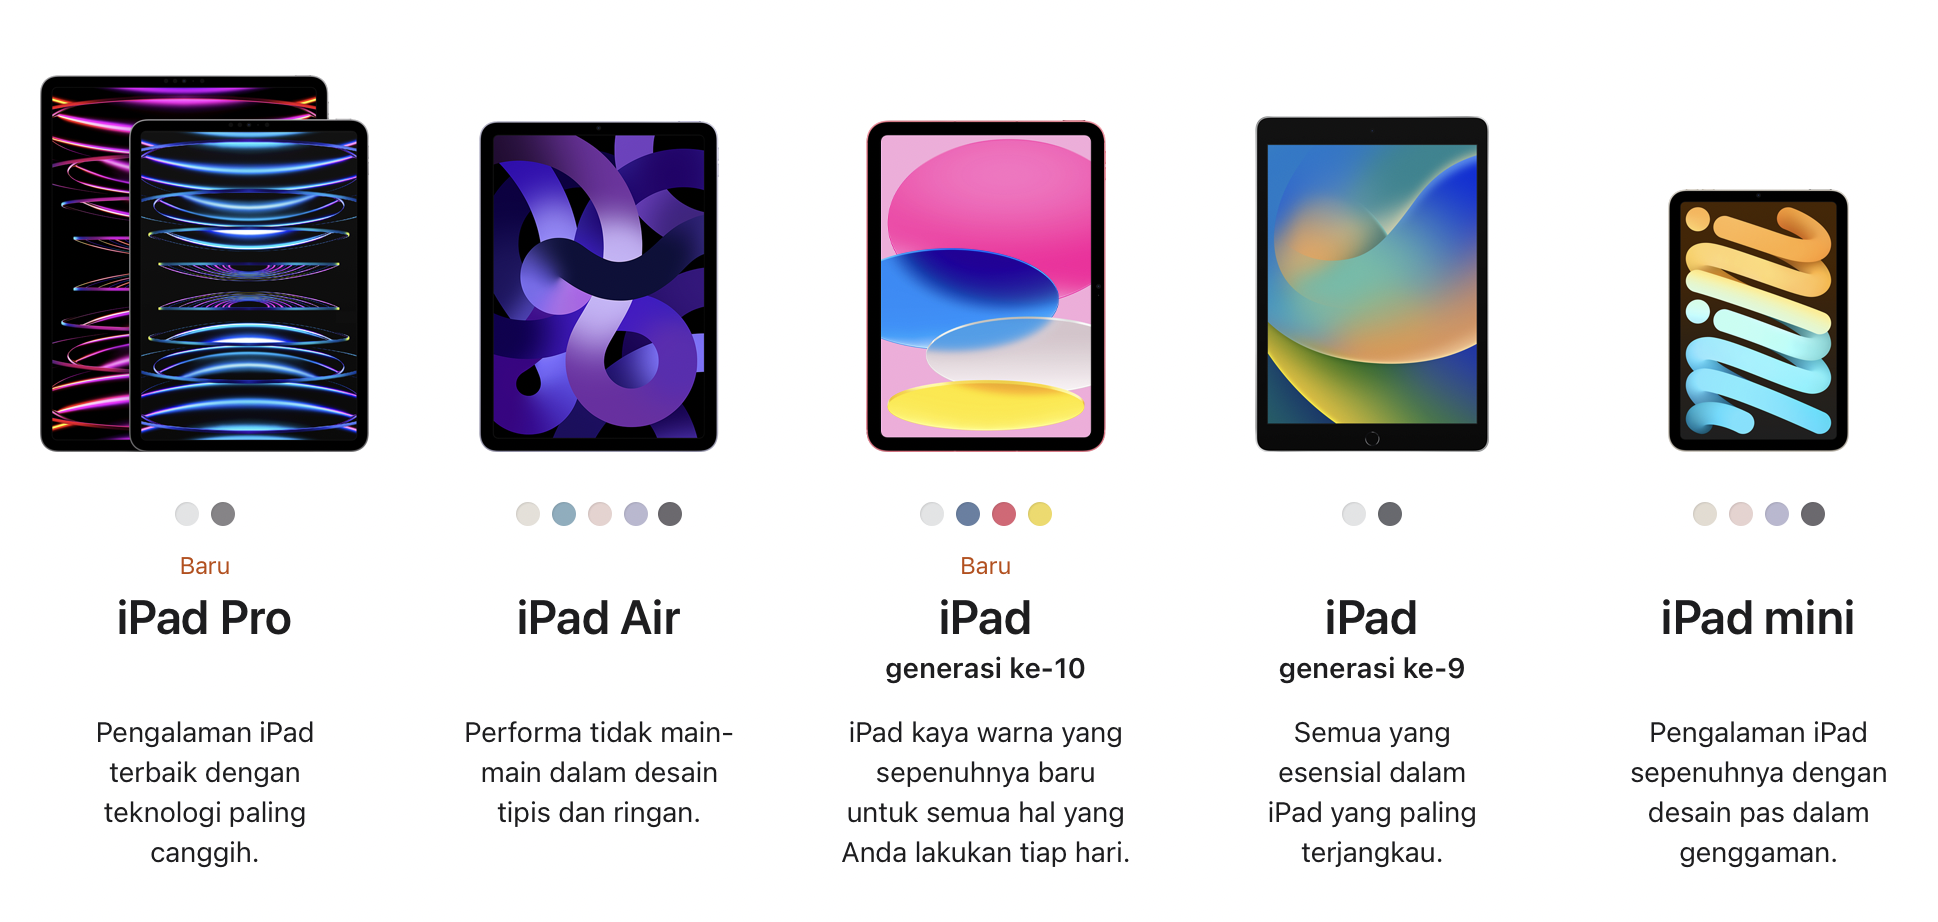 Baru
iPad Pro
Pengalaman iPad
terbaik dengan
teknologi paling
canggih.
iPad Air
Performa tidak main-
main dalam desain
tipis dan ringan.
Baru
iPad
generasi ke-10
iPad kaya warna yang
sepenuhnya baru
untuk semua hal yang
Anda lakukan tiap hari.
iPad
generasi ke-9
Semua yang
esensial dalam
iPad yang paling
terjangkau.
iPad mini
Pengalaman iPad
sepenuhnya dengan
desain pas dalam
genggaman.